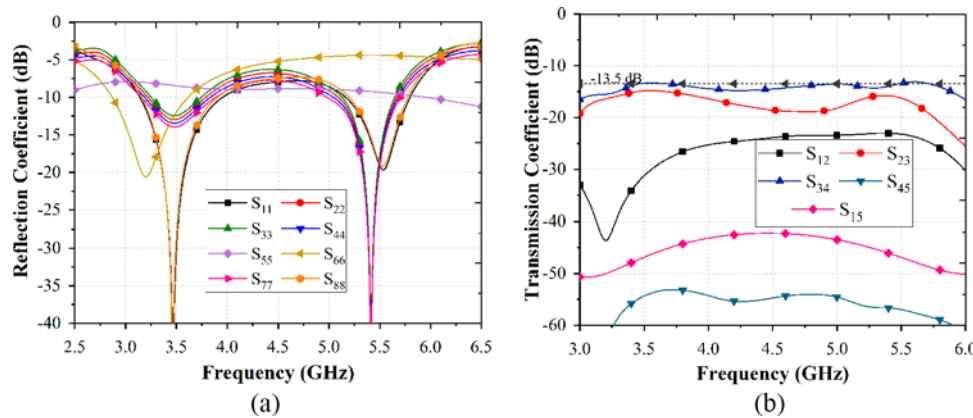 0
-5
-10
-15
-20
-25
-30
-35
-40
Reflection Coefficient (dB)
S11 S22
S33 S44
S55 S66
S77 S88
2.5 3.0 3.5 4.0 4.5 5.0 5.5 6.0 6.5
Frequency (GHz)
(a)
0
-10
-20
-30
-40
-50
-60
Transmission Coefficient (dB)
-13.5 dB
S12 S23
S34 S45
S15
3.0 3.5 4.0 4.5 5.0 5.5 6.0
Frequency (GHz)
(b)